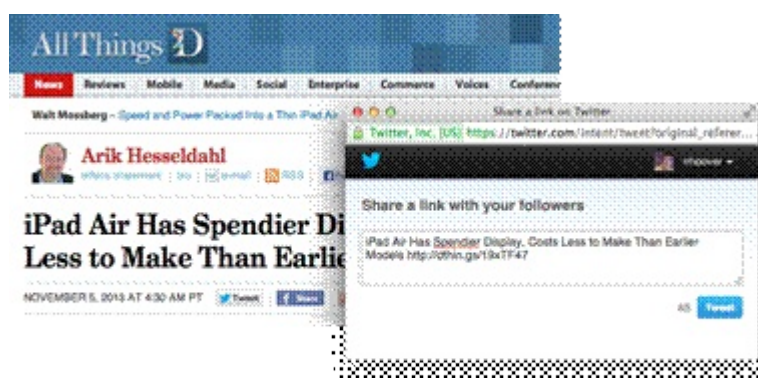 All Things D
News Reviews Mobile Media Social Enterprise Commerce Voices Conferen
Walt Mossberg – Speed and Power Packed Into a Thin iPad Air
Arik Hesseldahl
ethics statement | bio | e-mail | RSS
iPad Air Has Spendier Di
Less to Make Than Earlie
NOVEMBER 5, 2013 AT 4:30 AM PT Tweet Share
Share a link on Twitter
Twitter, Inc. [US] https://twitter.com/intent/tweet?original_referer...
rrhoover
Share a link with your followers
iPad Air Has Spendier Display, Costs Less to Make Than Earlier
Models http://dthin.gs/19xTF47
Tweet